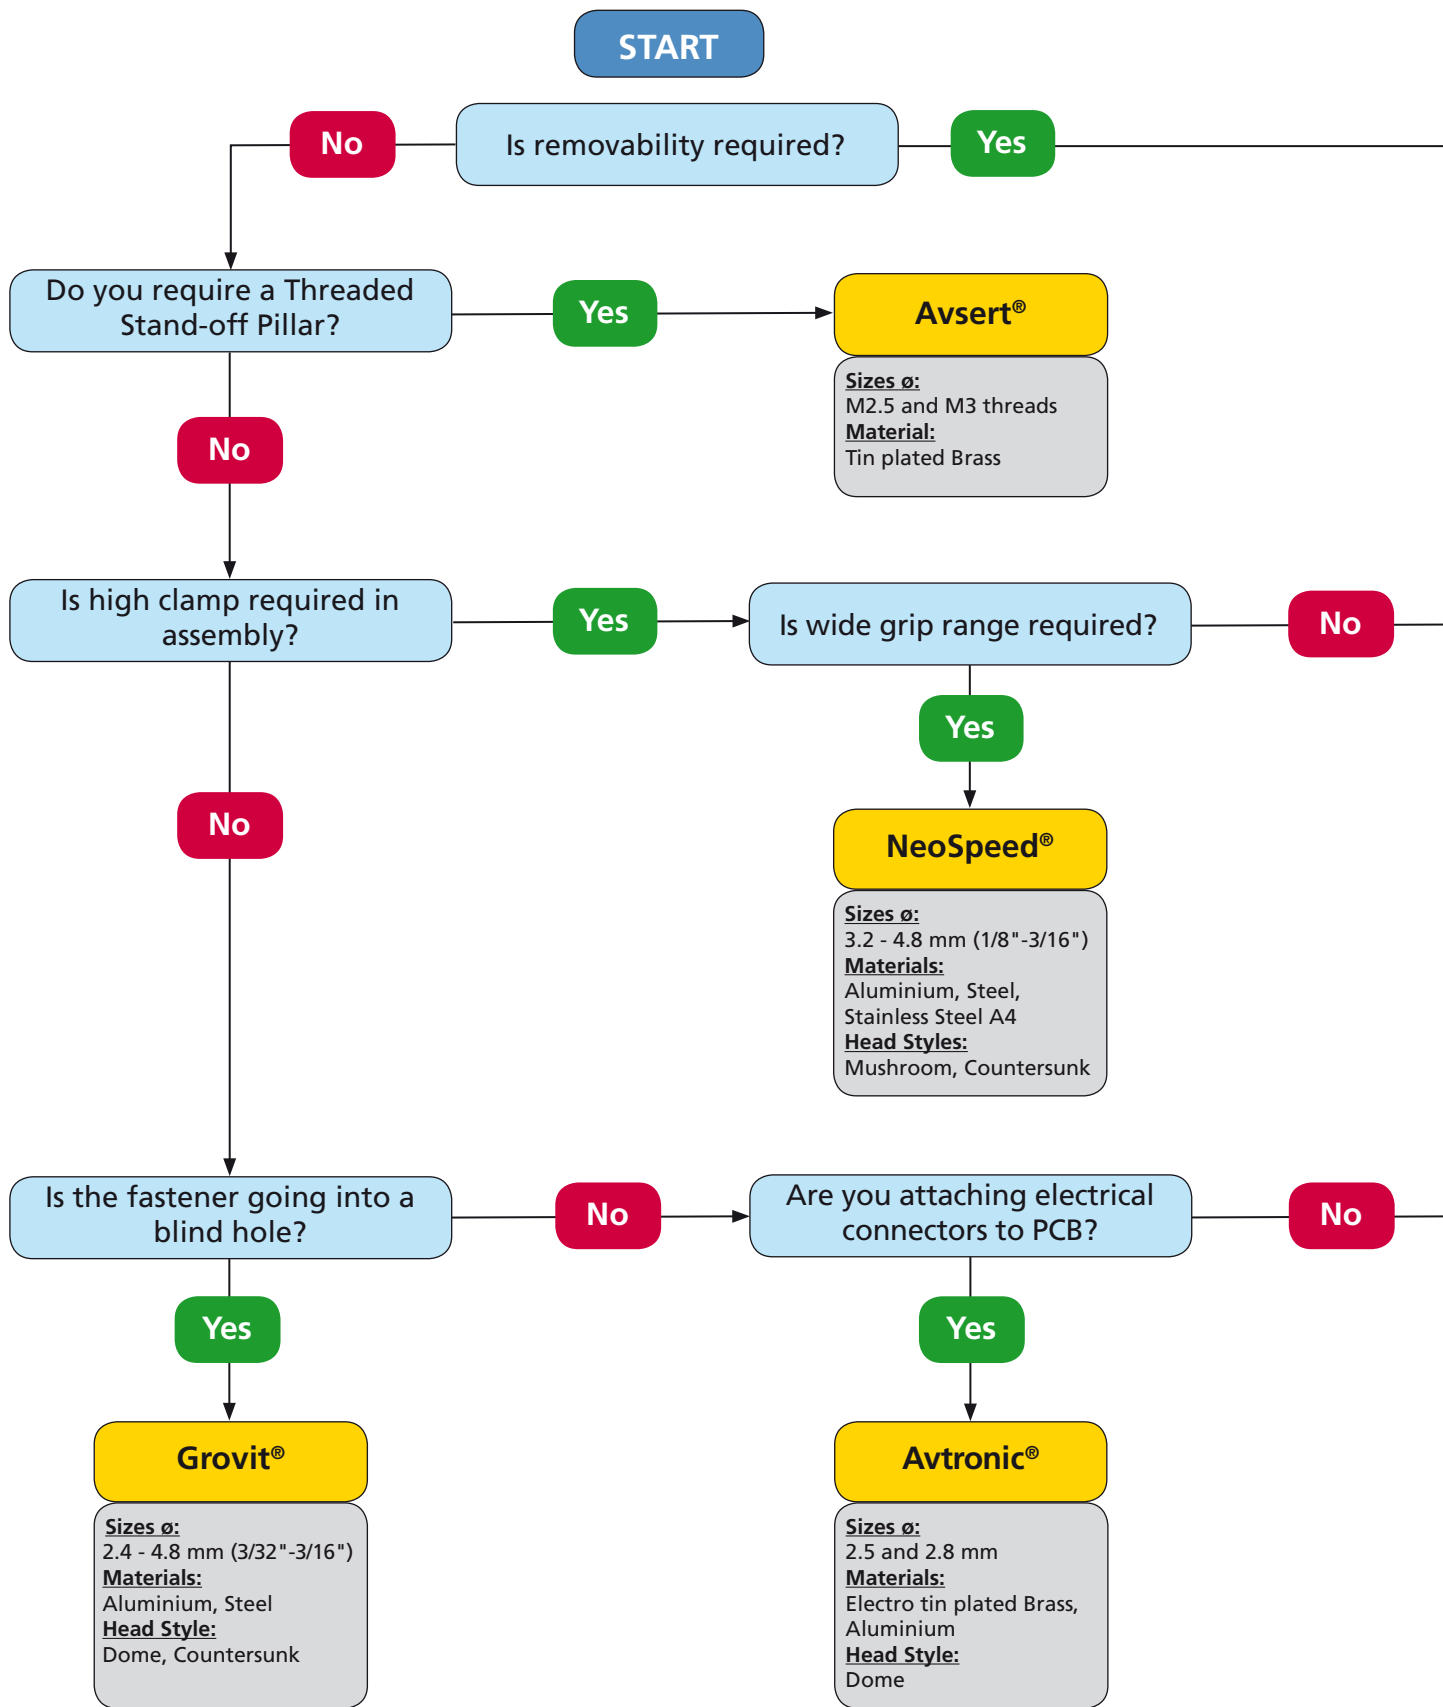 START
No
Is removability required?
Yes
Do you require a Threaded
Stand-off Pillar?
Yes
Avsert®
Sizes ø:
M2.5 and M3 threads
Material:
Tin plated Brass
No
Is high clamp required in
assembly?
Yes
Is wide grip range required?
No
Yes
No
NeoSpeed®
Sizes ø:
3.2 - 4.8 mm (1/8"-3/16")
Materials:
Aluminium, Steel,
Stainless Steel A4
Head Styles:
Mushroom, Countersunk
Is the fastener going into a
blind hole?
No
Are you attaching electrical
connectors to PCB?
No
Yes
Yes
Grovit®
Sizes ø:
2.4 - 4.8 mm (3/32"-3/16")
Materials:
Aluminium, Steel
Head Style:
Dome, Countersunk
Avtronic®
Sizes ø:
2.5 and 2.8 mm
Materials:
Electro tin plated Brass,
Aluminium
Head Style:
Dome